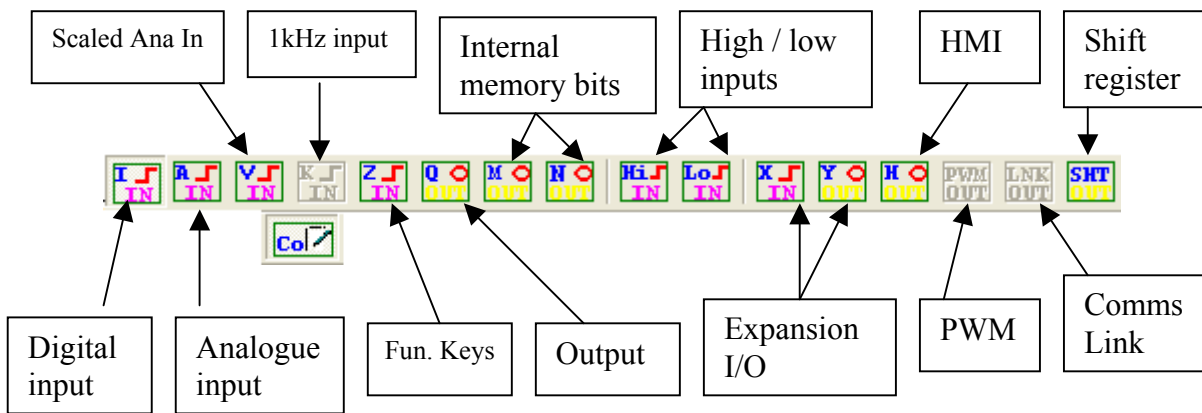 Scaled Ana In
1kHz input
Internal
memory bits
High / low
inputs
HMI
Shift
register
I
IN
A
IN
V
IN
K
IN
Z
IN
Q
OUT
M
OUT
N
OUT
Hi
IN
Lo
IN
X
IN
Y
OUT
H
OUT
PWM
OUT
LNK
OUT
SHT
OUT
Co
Digital
input
Analogue
input
Fun. Keys
Output
Expansion
I/O
PWM
Comms
Link